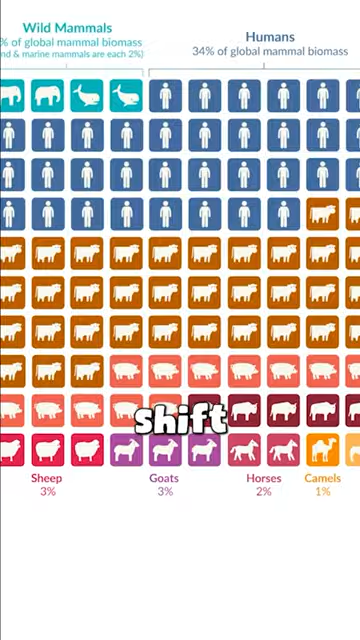 Wild Mammals
% of global mammal biomass
nd & marine mammals are each 2%)
Humans
34% of global mammal biomass
shift
Sheep
3%
Goats
3%
Horses
2%
Camels
1%